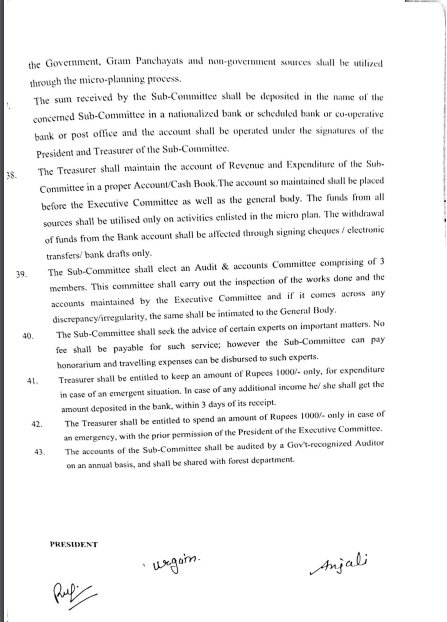 the Government, Gram Panchayats and non-government sources shall be utilized
through the micro-planning process.
The sum received by the Sub-Committee shall be deposited in the name of the
concerned Sub-Committee in a nationalized bank or scheduled bank or co-operative
bank or post office and the account shall be operated under the signatures of the
President and Treasurer of the Sub-Committee.
38. The Treasurer shall maintain the account of Revenue and Expenditure of the Sub-
Committee in a proper Account/Cash Book.The account so maintained shall be placed
before the Executive Committee as well as the general body. The funds from all
sources shall be utilised only on activities enlisted in the micro plan. The withdrawal
of funds from the Bank account shall be affected through signing cheques / electronic
transfers/ bank drafts only.
39. The Sub-Committee shall elect an Audit & accounts Committee comprising of 3
members. This committee shall carry out the inspection of the works done and the
accounts maintained by the Executive Committee and if it comes across any
discrepancy/irregularity, the same shall be intimated to the General Body.
40. The Sub-Committee shall seek the advice of certain experts on important matters. No
fee shall be payable for such service; however the Sub-Committee can pay
honorarium and travelling expenses can be disbursed to such experts.
41. Treasurer shall be entitled to keep an amount of Rupees 1000/- only, for expenditure
in case of an emergent situation. In case of any additional income he/ she shall get the
amount deposited in the bank, within 3 days of its receipt.
42. The Treasurer shall be entitled to spend an amount of Rupees 1000/- only in case of
an emergency, with the prior permission of the President of the Executive Committee.
43. The accounts of the Sub-Committee shall be audited by a Gov't-recognized Auditor
on an annual basis, and shall be shared with forest department.
PRESIDENT
Anjali